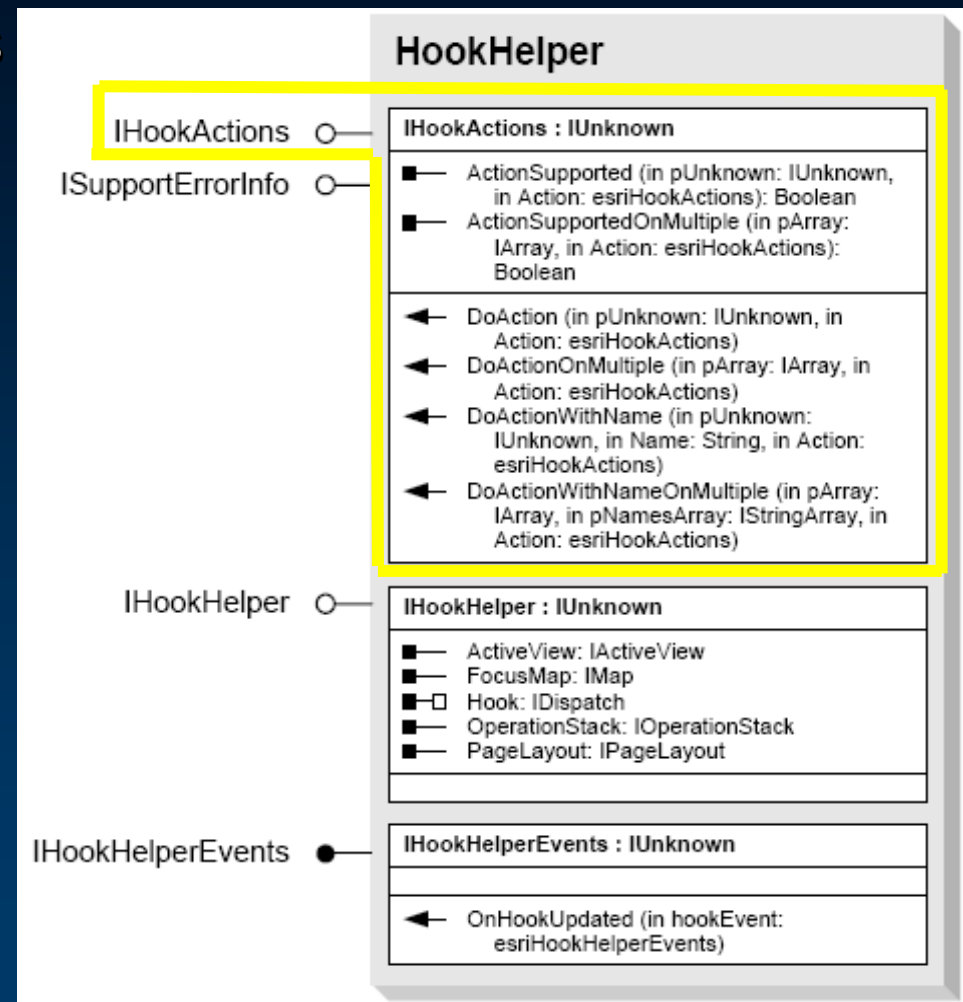 HookHelper
IHookActions
IHookActions : IUnknown
ActionSupported (in pUnknown: IUnknown,
in Action: esriHookActions): Boolean
ActionSupportedOnMultiple (in pArray:
IArray, in Action: esriHookActions):
Boolean
ISupportErrorInfo
DoAction (in pUnknown: IUnknown, in
Action: esriHookActions)
DoActionOnMultiple (in pArray: IArray, in
Action: esriHookActions)
DoActionWithName (in pUnknown:
IUnknown, in Name: String, in Action:
esriHookActions)
DoActionWithNameOnMultiple (in pArray:
IArray, in pNamesArray: IStringArray, in
Action: esriHookActions)
IHookHelper
IHookHelper : IUnknown
ActiveView: IActiveView
FocusMap: IMap
Hook: IDispatch
OperationStack: IOperationStack
PageLayout: IPageLayout
IHookHelperEvents
IHookHelperEvents : IUnknown
OnHookUpdated (in hookEvent:
esriHookHelperEvents)